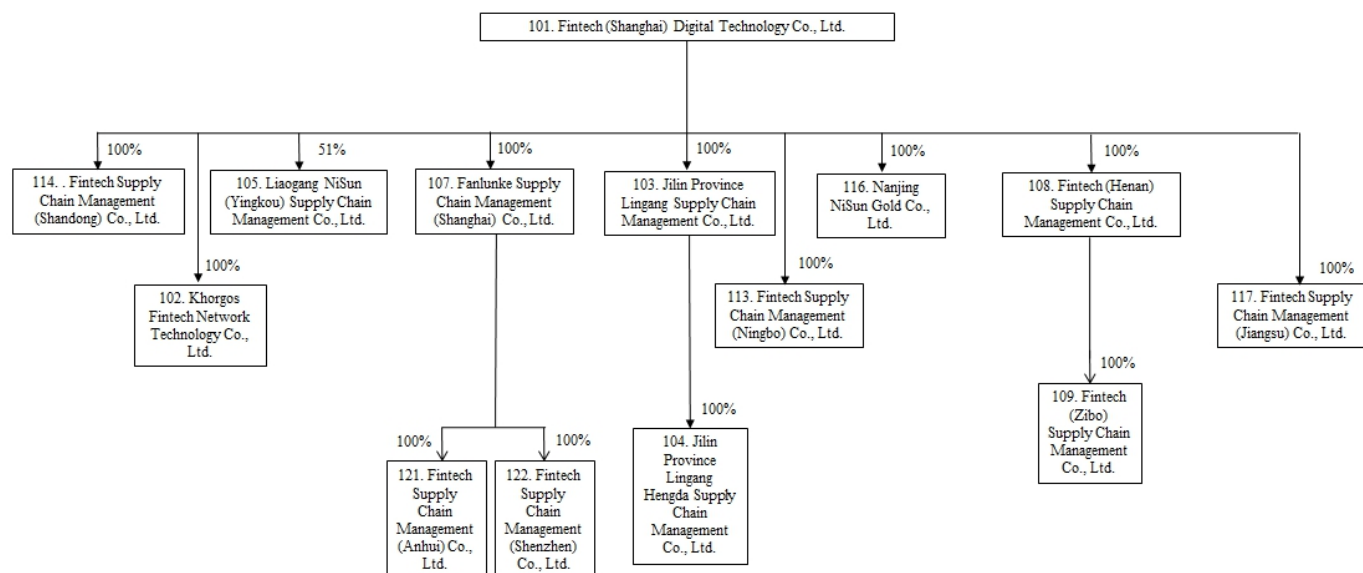 101. Fintech (Shanghai) Digital Technology Co., Ltd.
100%
51%
100%
100%
100%
100%
114. . Fintech Supply
Chain Management
(Shandong) Co., Ltd.
105. Liaogang NiSun
(Yingkou) Supply Chain
Management Co., Ltd.
107. Fanlunke Supply
Chain Management
(Shanghai) Co., Ltd.
103. Jilin Province
Lingang Supply Chain
Management Co., Ltd.
116. Nanjing
NiSun Gold Co.,
Ltd.
108. Fintech (Henan)
Supply Chain
Management Co., Ltd.
100%
102. Khorgos
Fintech Network
Technology Co.,
Ltd.
100%
113. Fintech Supply
Chain Management
(Ningbo) Co., Ltd.
100%
117. Fintech Supply
Chain Management
(Jiangsu) Co., Ltd.
100%
109. Fintech
(Zibo)
Supply Chain
Management
Co., Ltd.
100%
104. Jilin
Province
Lingang
Hengda Supply
Chain
Management
Co., Ltd.
100%
121. Fintech
Supply
Chain
Management
(Anhui) Co.,
Ltd.
100%
122. Fintech
Supply
Chain
Management
(Shenzhen)
Co., Ltd.